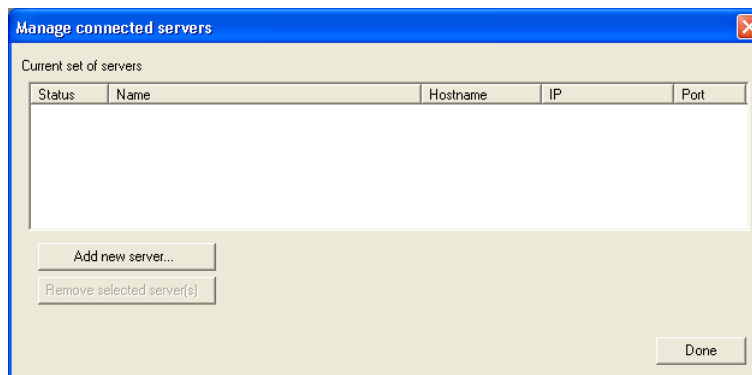 Manage connected servers
Current set of servers
Status Name Hostname IP Port
Add new server...
Remove selected server(s)
Done